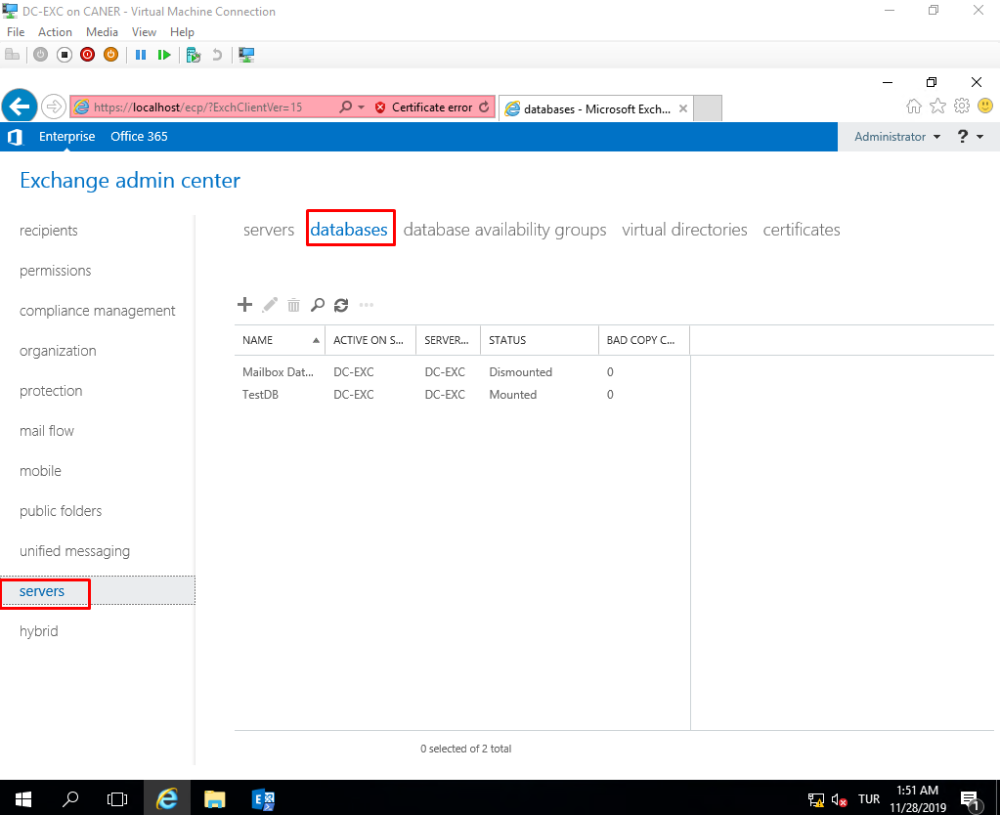 DC-EXC on CANER - Virtual Machine Connection
File Action Media View Help
https://localhost/ecp/?ExchClientVer=15 Certificate error databases - Microsoft Exch...
Enterprise Office 365 Administrator ?
Exchange admin center
servers databases database availability groups virtual directories certificates
recipients
permissions
compliance management
organization
protection
mail flow
mobile
public folders
unified messaging
servers
hybrid
NAME ACTIVE ON S... SERVER... STATUS BAD COPY C...
Mailbox Dat... DC-EXC DC-EXC Dismounted 0
TestDB DC-EXC DC-EXC Mounted 0
0 selected of 2 total
TUR 1:51 AM
11/28/2019 1